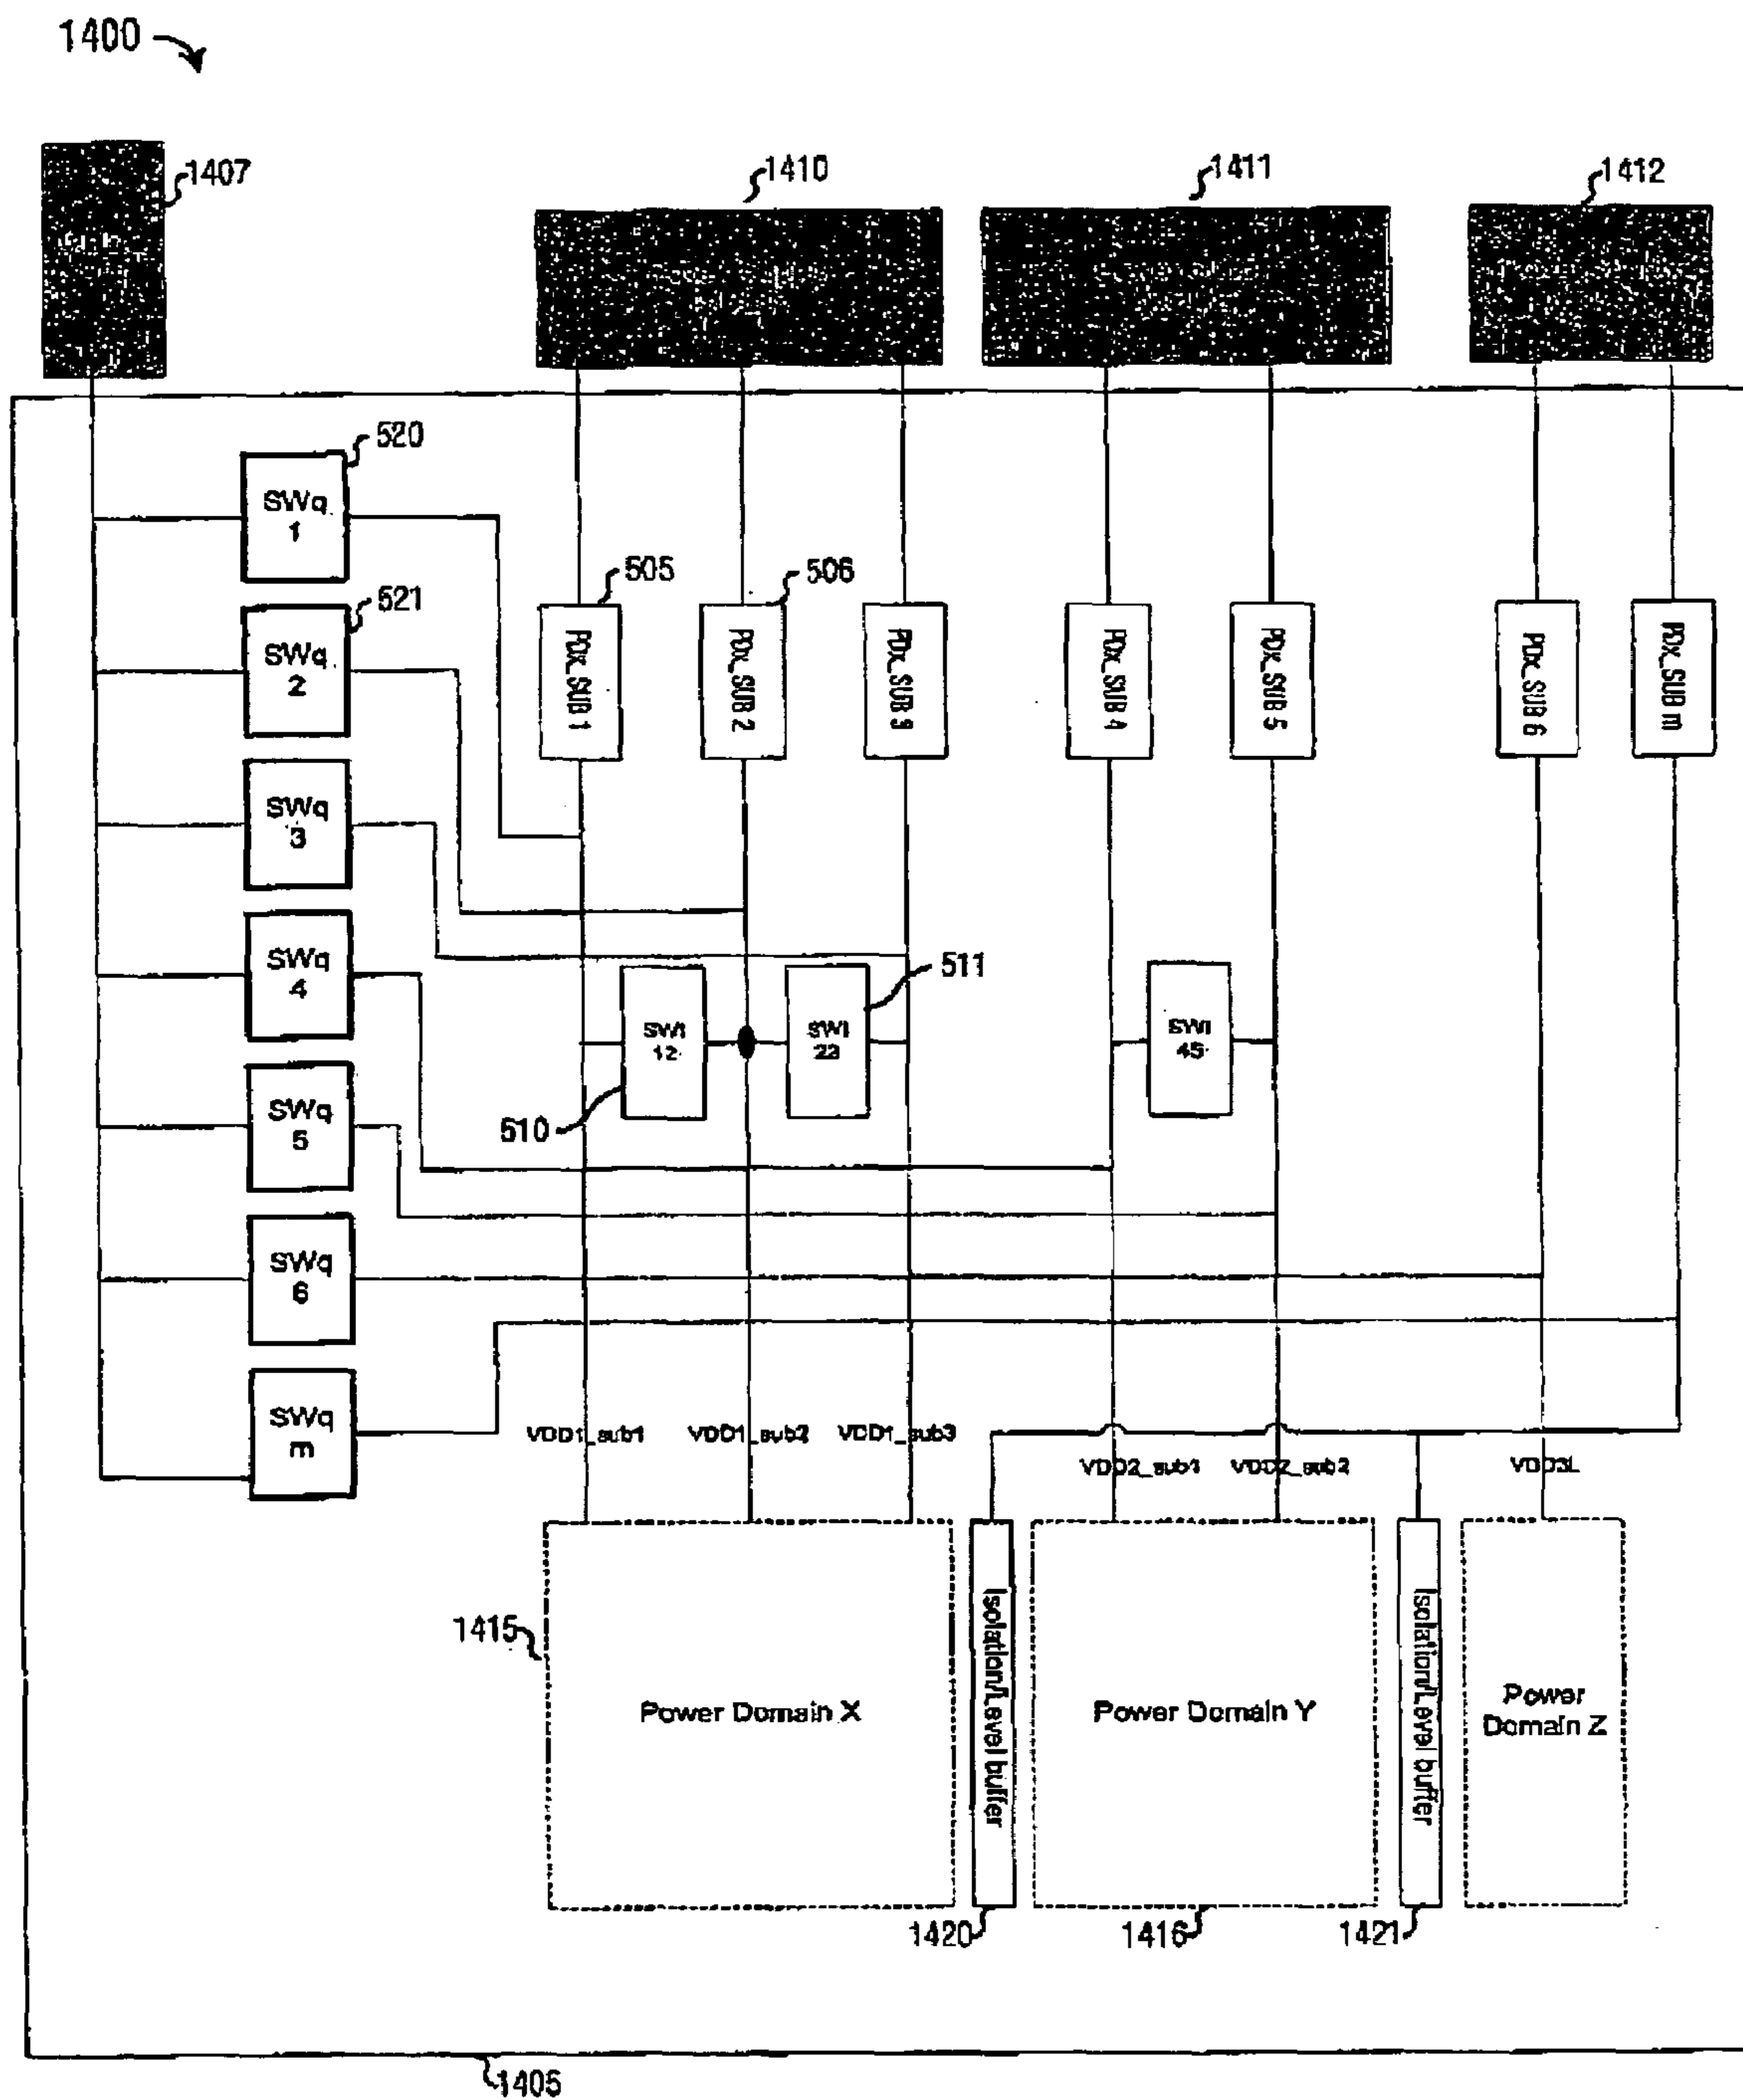 1400
1407
1410
1411
1412
520
SWq
1
521
SWq
2
SWq
3
SWq
4
SWq
5
SWq
6
SWq
m
505
PDx_SUB 1
506
PDx_SUB 2
PDx_SUB 3
PDx_SUB 4
PDx_SUB 5
PDx_SUB 6
PDx_SUB m
SWI
12
510
SWI
23
511
SWI
45
VDD1_sub1
VDD1_sub2
VDD1_sub3
VDD2_sub1
VDD2_sub2
VDD3L
1415
Power Domain X
Isolation/Level buffer
1420
Power Domain Y
1416
Isolation/Level buffer
1421
Power
Domain Z
1405